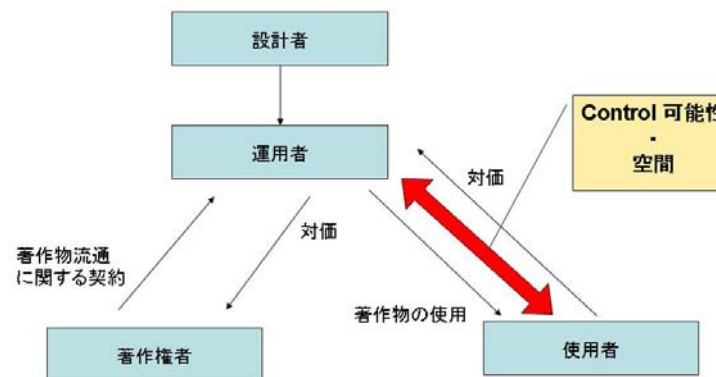 設計者
運用者
Control 可能性
・
空間
対価
対価
著作物流通
に関する契約
著作物の使用
著作権者
使用者